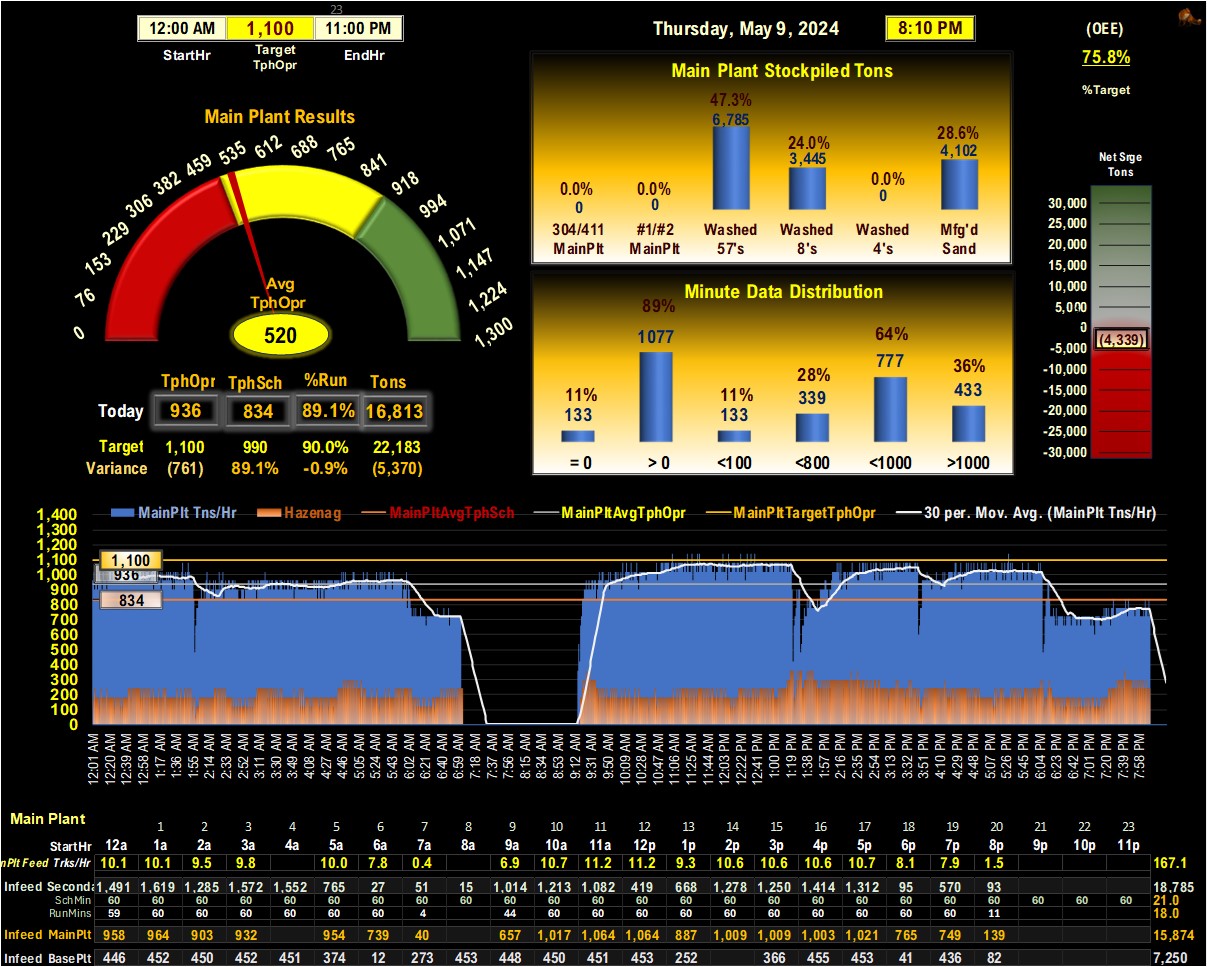 23
12:00 AM 1,100 11:00 PM
StartHr Target TphOpr EndHr
Thursday, May 9, 2024 8:10 PM
(OEE)
75.8%
%Target
Main Plant Results
0 76 153 229 306 382 459 535 612 688 765 841 918 994 1,071 1,147 1,224 1,300
Avg
TphOpr
520
TphOpr TphSch %Run Tons
Today 936 834 89.1% 16,813
Target 1,100 990 90.0% 22,183
Variance (761) 89.1% -0.9% (5,370)
Main Plant Stockpiled Tons
0.0% 0.0% 47.3% 24.0% 0.0% 28.6%
0 0 6,785 3,445 0 4,102
304/411 #1/#2 Washed Washed Washed Mfg'd
MainPlt MainPlt 57's 8's 4's Sand
Minute Data Distribution
11% 89% 11% 28% 64% 36%
133 1077 133 339 777 433
= 0 > 0 <100 <800 <1000 >1000
Net Srge
Tons
30,000
25,000
20,000
15,000
10,000
5,000
0
(4,339)
-5,000
-10,000
-15,000
-20,000
-25,000
-30,000
MainPlt Tns/Hr Hazenag MainPltAvgTphSch MainPltAvgTphOpr MainPltTargetTphOpr 30 per. Mov. Avg. (MainPlt Tns/Hr)
1,400
1,300
1,200
1,100
1,000
900
800
700
600
500
400
300
200
100
0
1,100
936
834
12:01 AM 12:20 AM 12:39 AM 12:58 AM 1:17 AM 1:36 AM 1:55 AM 2:14 AM 2:33 AM 2:52 AM 3:11 AM 3:30 AM 3:49 AM 4:08 AM 4:27 AM 4:46 AM 5:05 AM 5:24 AM 5:43 AM 6:02 AM 6:21 AM 6:40 AM 6:59 AM 7:18 AM 7:37 AM 7:56 AM 8:15 AM 8:34 AM 8:53 AM 9:12 AM 9:31 AM 9:50 AM 10:09 AM 10:28 AM 10:47 AM 11:06 AM 11:25 AM 11:44 AM 12:03 PM 12:22 PM 12:41 PM 1:00 PM 1:19 PM 1:38 PM 1:57 PM 2:16 PM 2:35 PM 2:54 PM 3:13 PM 3:32 PM 3:51 PM 4:10 PM 4:29 PM 4:48 PM 5:07 PM 5:26 PM 5:45 PM 6:04 PM 6:23 PM 6:42 PM 7:01 PM 7:20 PM 7:39 PM 7:58 PM
Main Plant
1 2 3 4 5 6 7 8 9 10 11 12 13 14 15 16 17 18 19 20 21 22 23
StartHr 12a 1a 2a 3a 4a 5a 6a 7a 8a 9a 10a 11a 12p 1p 2p 3p 4p 5p 6p 7p 8p 9p 10p 11p
nPlt Feed Trks/Hr 10.1 10.1 9.5 9.8 10.0 7.8 0.4 6.9 10.7 11.2 11.2 9.3 10.6 10.6 10.6 10.7 8.1 7.9 1.5 167.1
Infeed Seconda 1,491 1,619 1,285 1,572 1,552 765 27 51 15 1,014 1,213 1,082 419 668 1,278 1,250 1,414 1,312 95 570 93 18,785
SchMin 60 60 60 60 60 60 60 60 60 60 60 60 60 60 60 60 60 60 60 60 60 60 60 60 21.0
RunMins 59 60 60 60 60 60 60 4 44 60 60 60 60 60 60 60 60 60 60 11 18.0
Infeed MainPlt 958 964 903 932 954 739 40 657 1,017 1,064 1,064 887 1,009 1,009 1,003 1,021 765 749 139 15,874
Infeed BasePlt 446 452 450 452 451 374 12 273 453 448 450 451 453 252 366 455 453 41 436 82 7,250